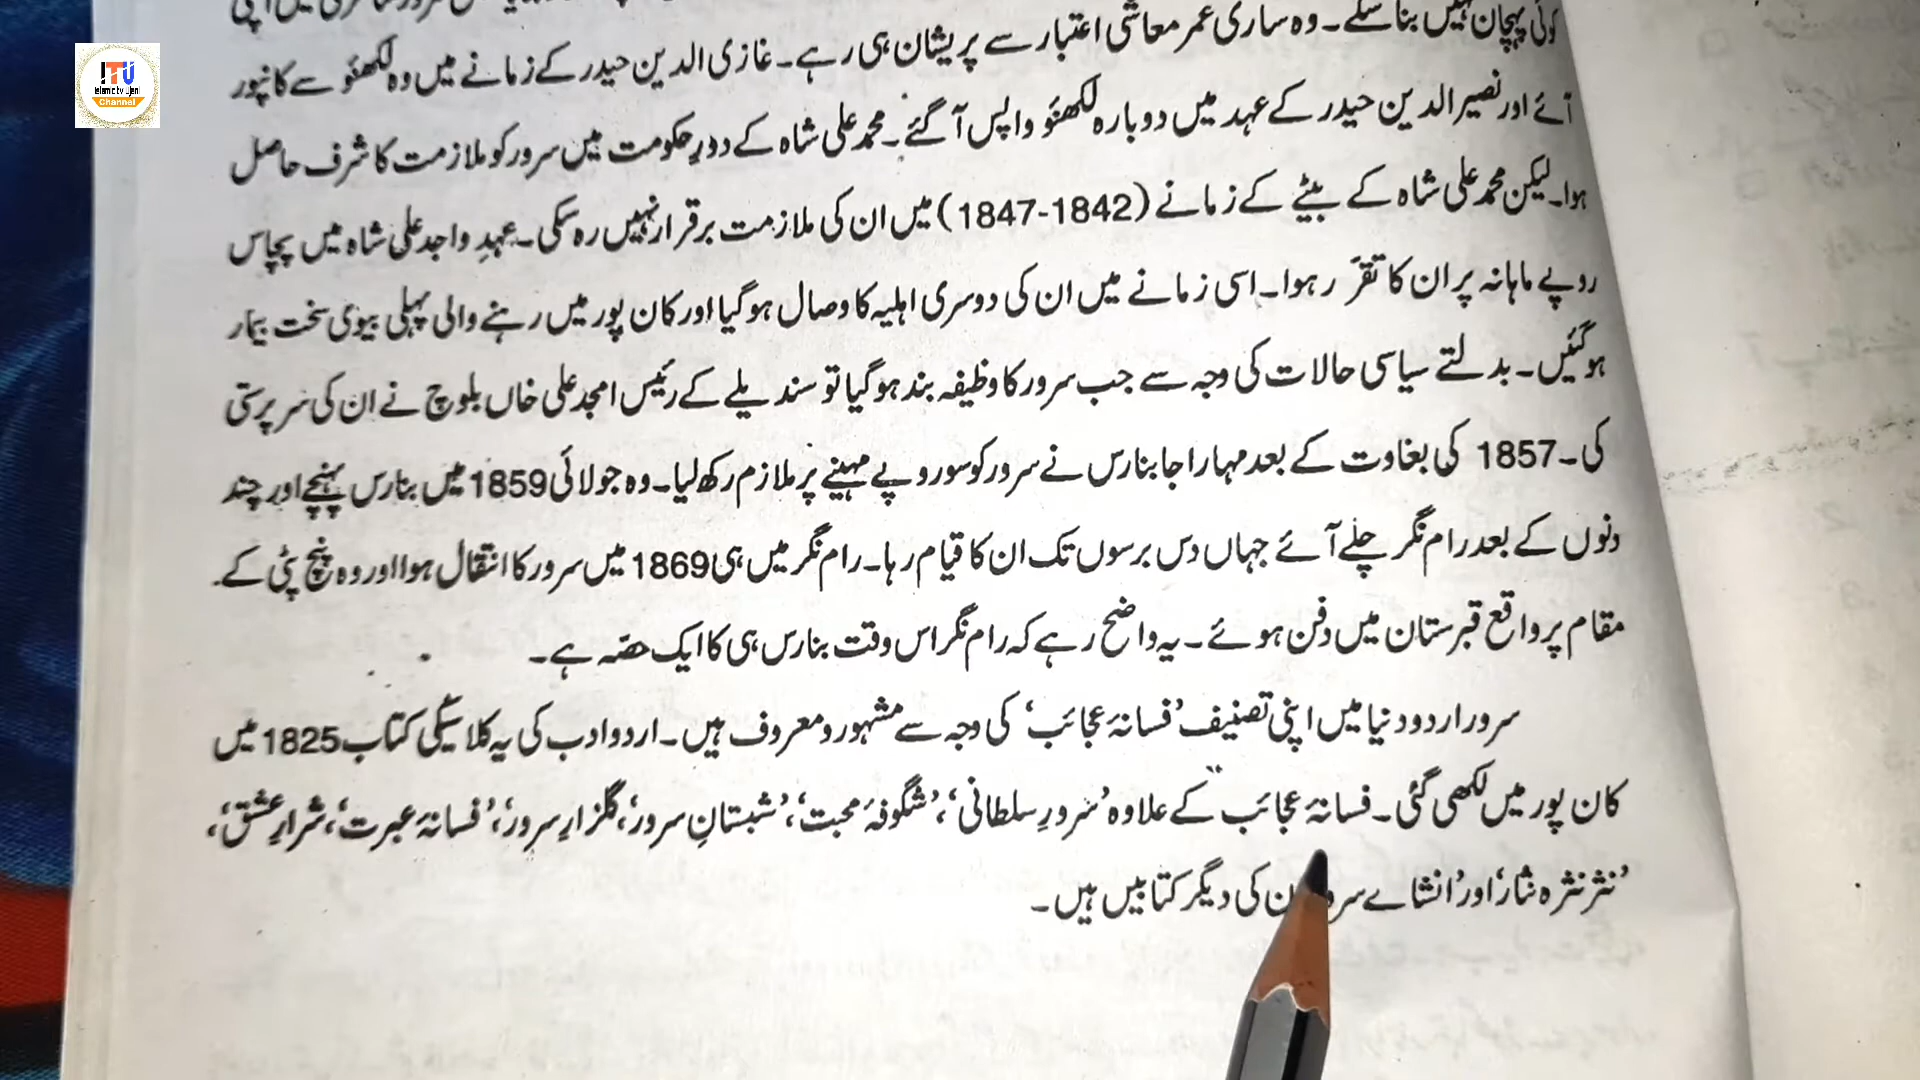 ITU
Islamic tv Ujeni
Channel
کوئی پہچان نہیں بنا سکے۔ وہ ساری عمر معاشی اعتبار سے پریشان ہی رہے۔ غازی الدین حیدر کے زمانے میں وہ لکھنؤ سے کانپور
آئے اور نصیر الدین حیدر کے عہد میں دوبارہ لکھنؤ واپس آگئے۔ محمد علی شاہ کے دورِ حکومت میں سرور کو ملازمت کا شرف حاصل
ہوا۔ لیکن محمد علی شاہ کے بیٹے کے زمانے (1842-1847) میں ان کی ملازمت برقرار نہیں رہ سکی۔ عہدِ واجد علی شاہ میں پچاس
روپے ماہانہ پر ان کا تقرّر ہوا۔ اسی زمانے میں ان کی دوسری اہلیہ کا وصال ہوگیا اور کان پور میں رہنے والی پہلی بیوی سخت بیمار
ہوگئیں۔ بدلتے سیاسی حالات کی وجہ سے جب سرور کا وظیفہ بند ہوگیا تو سندیلے کے رئیس امجد علی خاں بلوچ نے ان کی سرپرستی
کی۔ 1857 کی بغاوت کے بعد مہاراجا بنارس نے سرور کو سو روپے مہینے پر ملازم رکھ لیا۔ وہ جولائی 1859 میں بنارس پہنچے اور چند
دنوں کے بعد رام نگر چلے آئے جہاں دس برسوں تک ان کا قیام رہا۔ رام نگر میں ہی 1869 میں سرور کا انتقال ہوا اور وہ پنچ پٹی کے
مقام پر واقع قبرستان میں دفن ہوئے۔ یہ واضح رہے کہ رام نگر اس وقت بنارس ہی کا ایک حصّہ ہے۔
سرور اردو دنیا میں اپنی تصنیف 'فسانۂ عجائب' کی وجہ سے مشہور و معروف ہیں۔ اردو ادب کی یہ کلاسیکی کتاب 1825 میں
کان پور میں لکھی گئی۔ فسانۂ عجائب کے علاوہ 'سرورِ سلطانی'، 'شگوفۂ محبت'، 'شبستانِ سرور'، 'گلزارِ سرور'، 'فسانۂ عبرت'، 'شرارِ عشق'،
'نثر نثرہ نثار' اور 'انشاے ان کی دیگر کتابیں ہیں۔